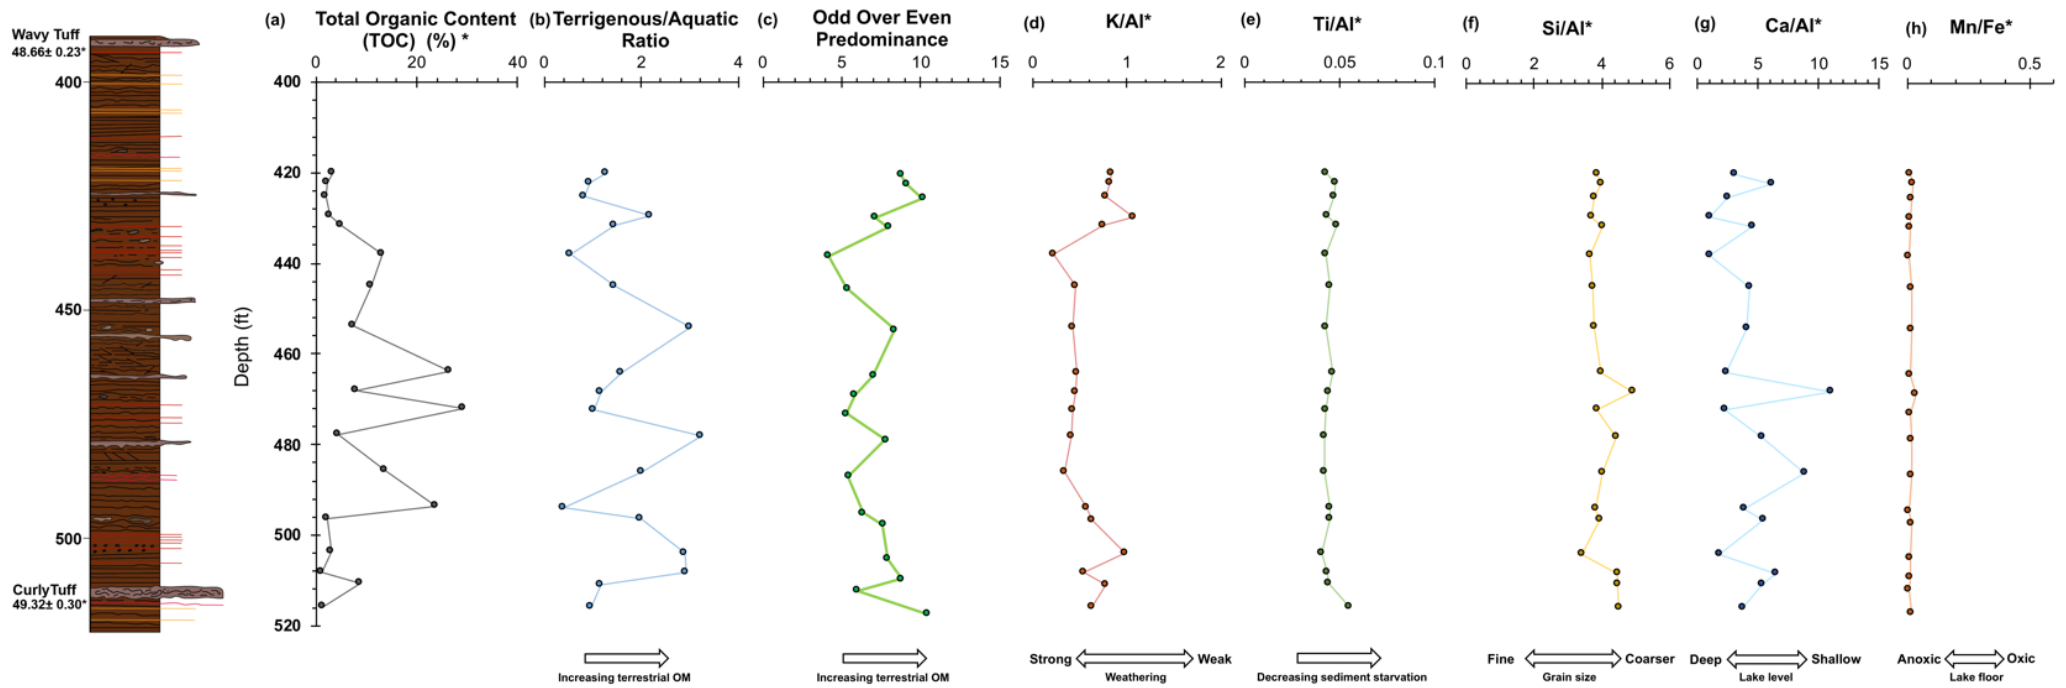 (a) Total Organic Content
(TOC) (%) *
(b) Terrigenous/Aquatic
Ratio
(c) Odd Over Even
Predominance
(d) K/Al*
(e) Ti/Al*
(f) Si/Al*
(g) Ca/Al*
(h) Mn/Fe*
Wavy Tuff
48.66± 0.23*
400
450
500
CurlyTuff
49.32± 0.30*
0 20 40
0 2 4
0 5 10 15
0 1 2
0 0.05 0.1
0 2 4 6
0 5 10 15
0 0.5
Depth (ft)
400
420
440
460
480
500
520
Increasing terrestrial OM
Increasing terrestrial OM
Strong Weak
Weathering
Decreasing sediment starvation
Fine Coarser
Grain size
Deep Shallow
Lake level
Anoxic Oxic
Lake floor